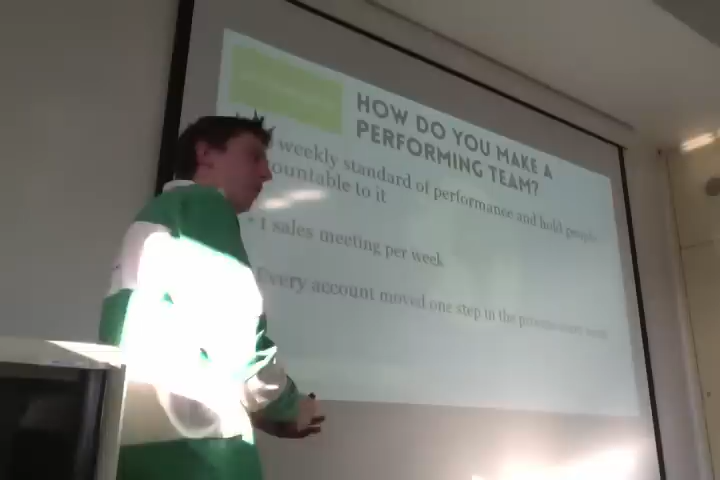 HOW DO YOU MAKE A
PERFORMING TEAM?
weekly standard of performance and hold people
ountable to it
• 1 sales meeting per week
Every account moved one step in the